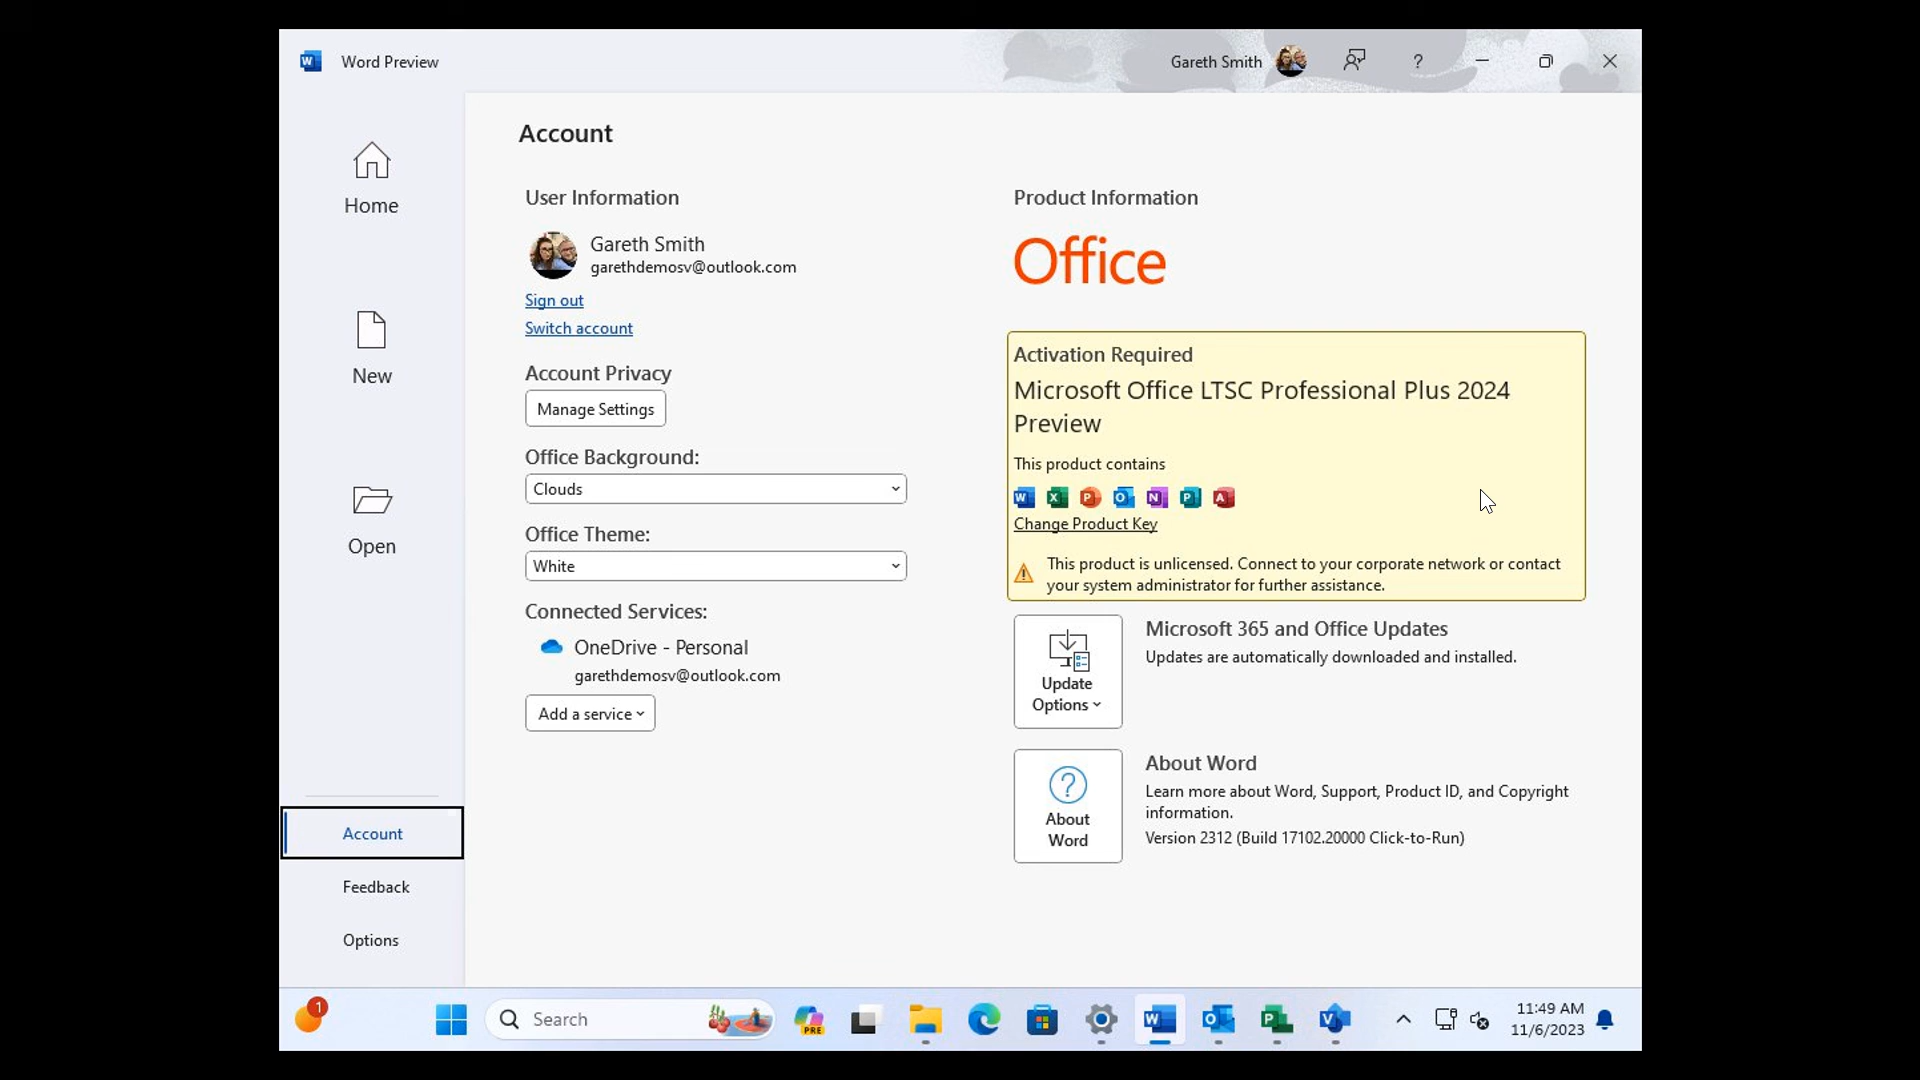 Word Preview
Gareth Smith
?
Account
Home
New
Open
Account
Feedback
Options
User Information
Gareth Smith
garethdemosv@outlook.com
Sign out
Switch account
Account Privacy
Manage Settings
Office Background:
Clouds
Office Theme:
White
Connected Services:
OneDrive - Personal
garethdemosv@outlook.com
Add a service
Product Information
Office
Activation Required
Microsoft Office LTSC Professional Plus 2024
Preview
This product contains
W X P O N P A
Change Product Key
This product is unlicensed. Connect to your corporate network or contact
your system administrator for further assistance.
Update
Options
Microsoft 365 and Office Updates
Updates are automatically downloaded and installed.
?
About
Word
About Word
Learn more about Word, Support, Product ID, and Copyright
information.
Version 2312 (Build 17102.20000 Click-to-Run)
1
Search
PRE
W
O
P
V
11:49 AM
11/6/2023